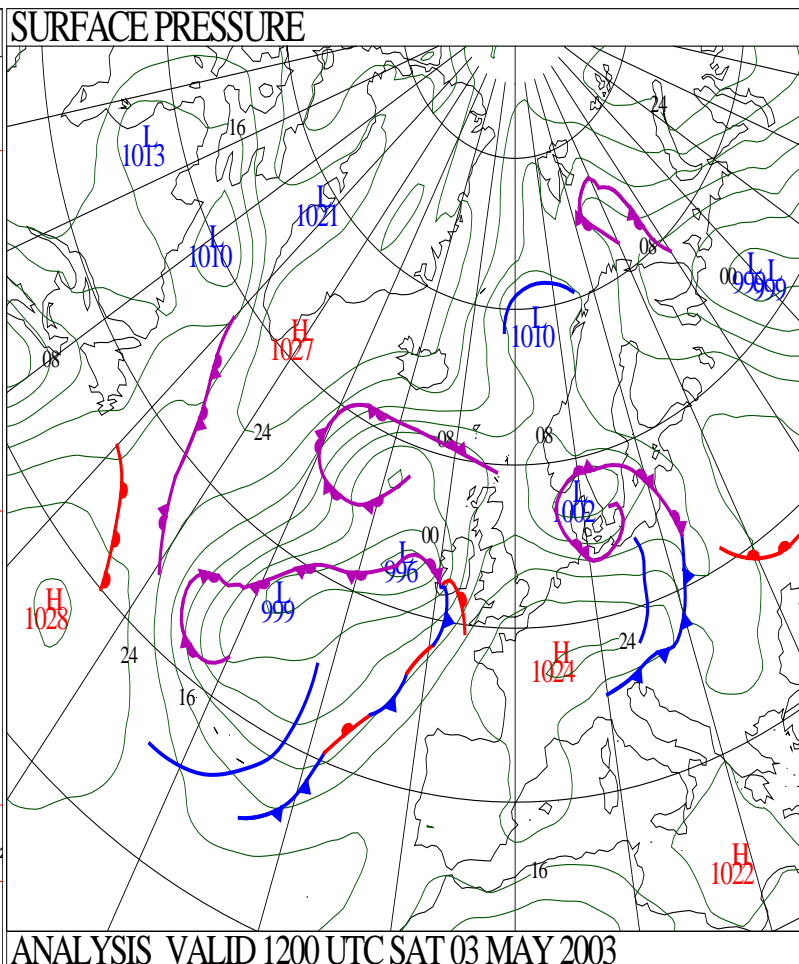 SURFACE PRESSURE
24
16
L
1013
L
1021
L
1010
08
L
00
999
L
999
L
1010
H
1027
08
24
08
08
L
1002
00
L
996
H
1028
L
999
24
24
H
1024
16
H
1022
16
ANALYSIS VALID 1200 UTC SAT 03 MAY 2003